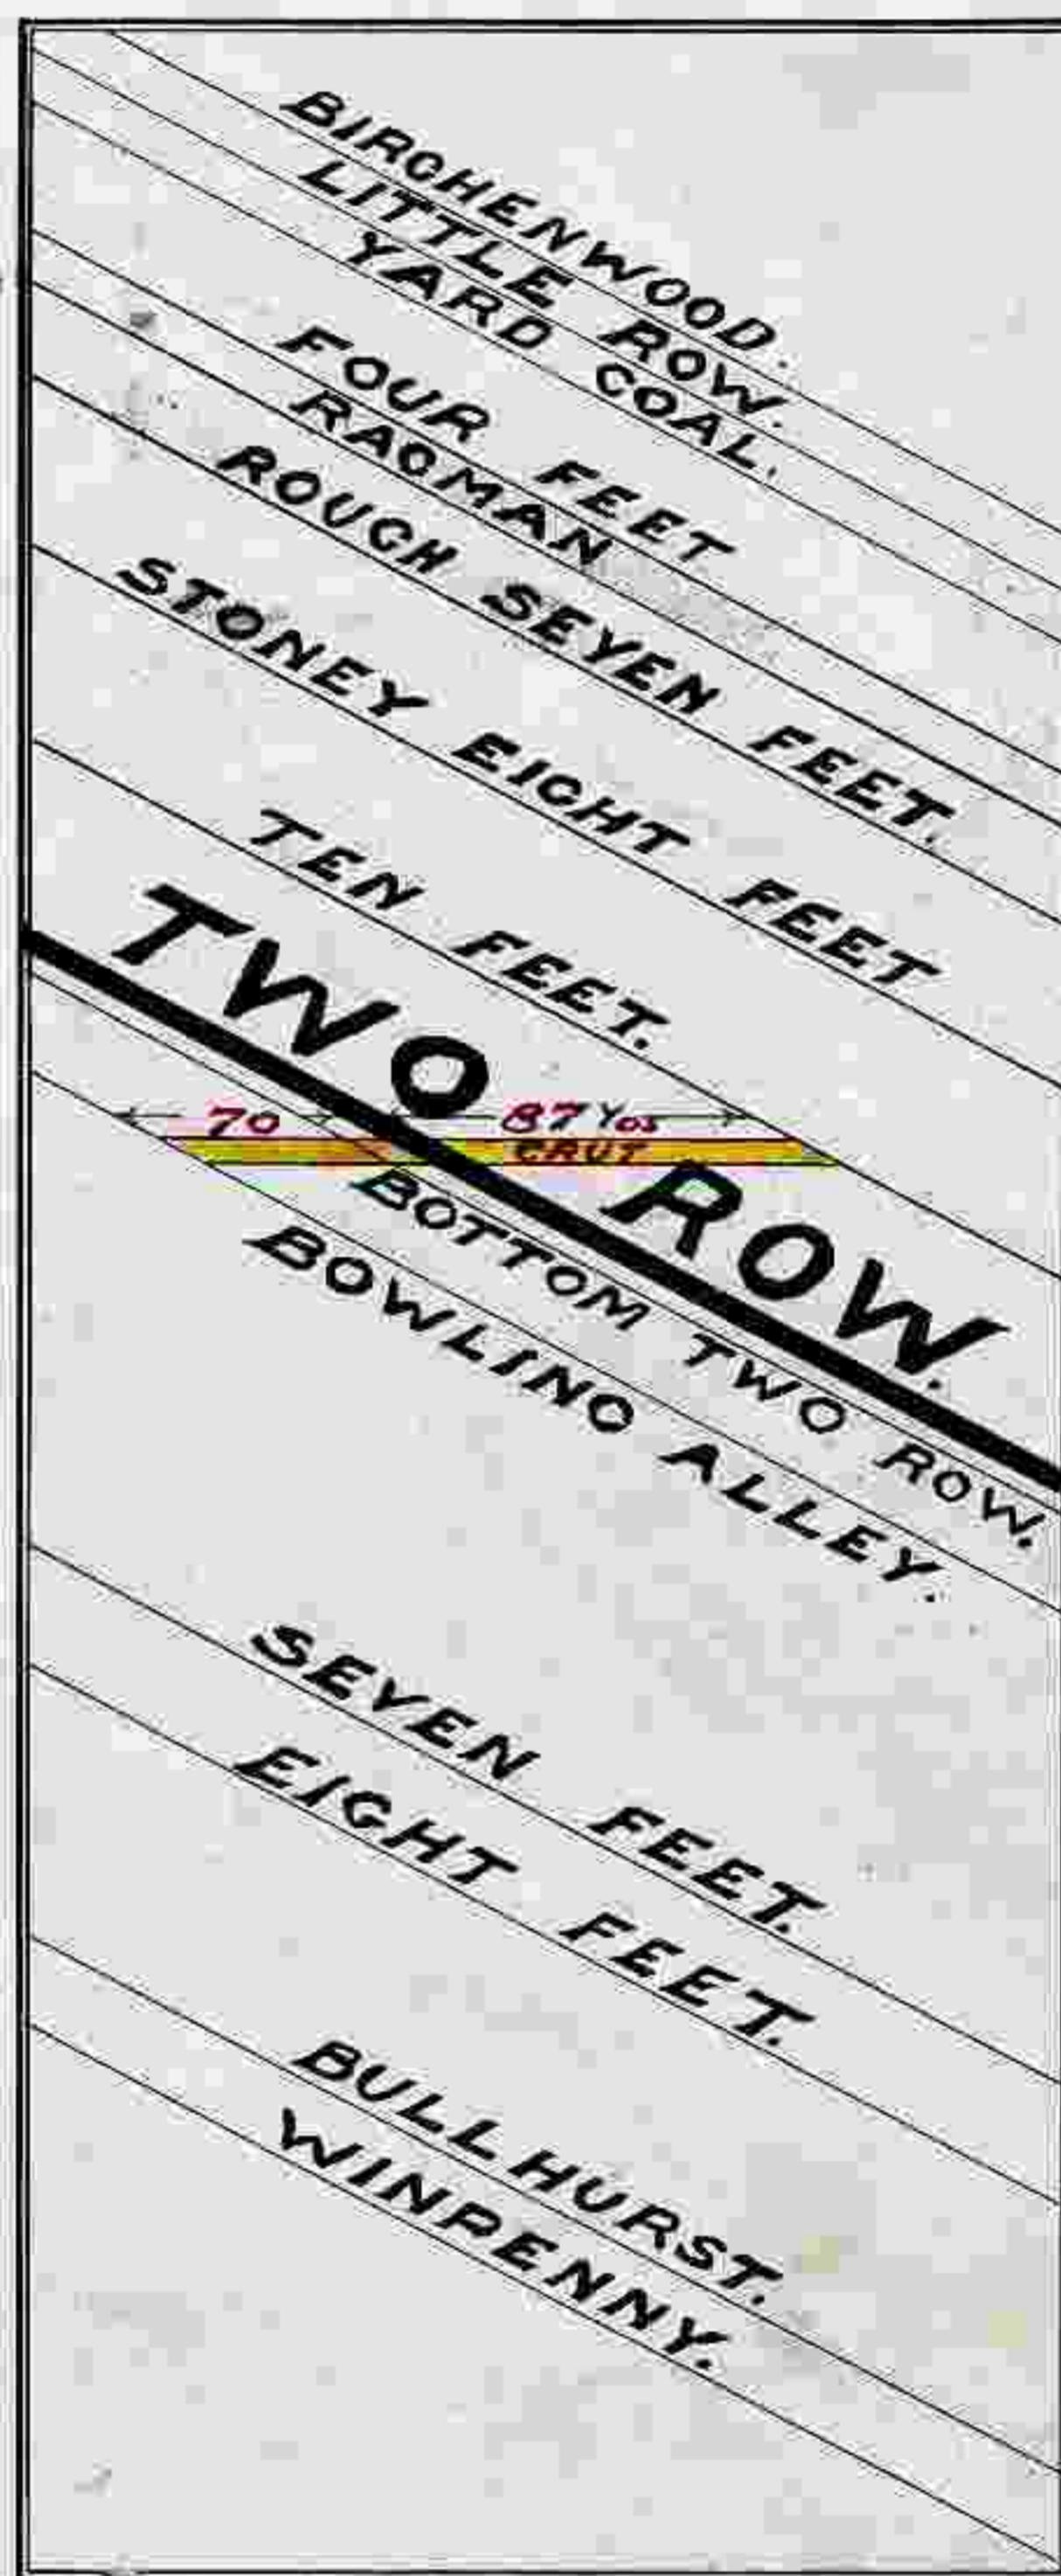 BIRCHENWOOD.
LITTLE ROW.
YARD COAL.
FOUR FEET
RAGMAN
ROUGH SEVEN FEET.
STONEY EIGHT FEET
TEN FEET.
TWO ROW.
70 87 Yds
CRUT
BOTTOM TWO ROW.
BOWLING ALLEY.
SEVEN FEET.
EIGHT FEET.
BULLHURST.
WINPENNY.